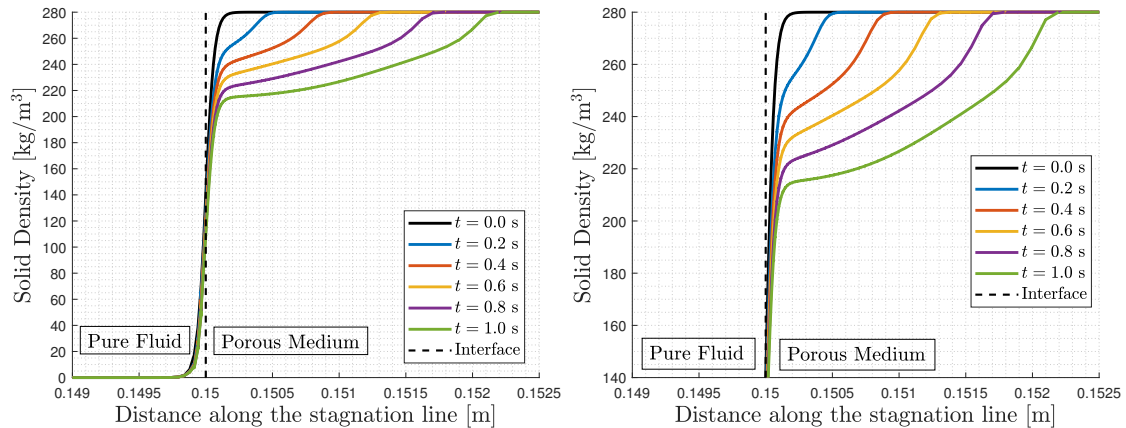 280
260
240
220
200
180
160
140
120
100
80
60
40
20
0
Solid Density [kg/m³]
t = 0.0 s
t = 0.2 s
t = 0.4 s
t = 0.6 s
t = 0.8 s
t = 1.0 s
Interface
Pure Fluid
Porous Medium
0.149 0.1495 0.15 0.1505 0.151 0.1515 0.152 0.1525
Distance along the stagnation line [m]
280
260
240
220
200
180
160
140
Solid Density [kg/m³]
t = 0.0 s
t = 0.2 s
t = 0.4 s
t = 0.6 s
t = 0.8 s
t = 1.0 s
Interface
Pure Fluid
Porous Medium
0.149 0.1495 0.15 0.1505 0.151 0.1515 0.152 0.1525
Distance along the stagnation line [m]